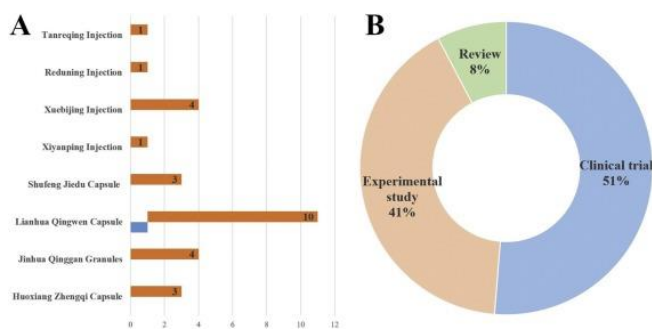 A
Tanreqing Injection
1
Reduning Injection
1
Xuebijing Injection
4
Xiyanping Injection
1
Shufeng Jiedu Capsule
3
Lianhua Qingwen Capsule
10
Jinhua Qinggan Granules
4
Huoxiang Zhengqi Capsule
3
0 2 4 6 8 10 12
B
Review
8%
Clinical trial
51%
Experimental
study
41%